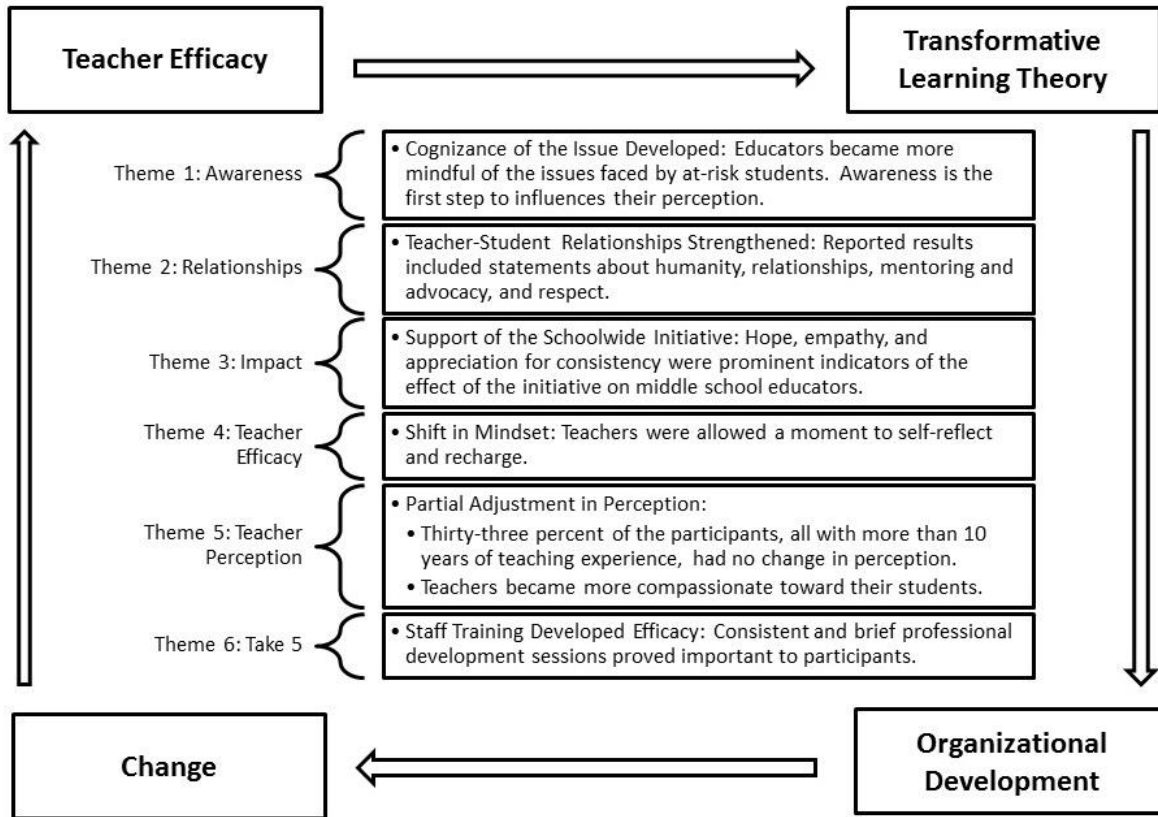 Teacher Efficacy
Transformative
Learning Theory
Theme 1: Awareness
• Cognizance of the Issue Developed: Educators became more
mindful of the issues faced by at-risk students.  Awareness is the
first step to influences their perception.
Theme 2: Relationships
• Teacher-Student Relationships Strengthened: Reported results
included statements about humanity, relationships, mentoring and
advocacy, and respect.
Theme 3: Impact
• Support of the Schoolwide Initiative: Hope, empathy, and
appreciation for consistency were prominent indicators of the
effect of the initiative on middle school educators.
Theme 4: Teacher
Efficacy
• Shift in Mindset: Teachers were allowed a moment to self-reflect
and recharge.
Theme 5: Teacher
Perception
• Partial Adjustment in Perception:
• Thirty-three percent of the participants, all with more than 10
years of teaching experience, had no change in perception.
• Teachers became more compassionate toward their students.
Theme 6: Take 5
• Staff Training Developed Efficacy: Consistent and brief professional
development sessions proved important to participants.
Change
Organizational
Development